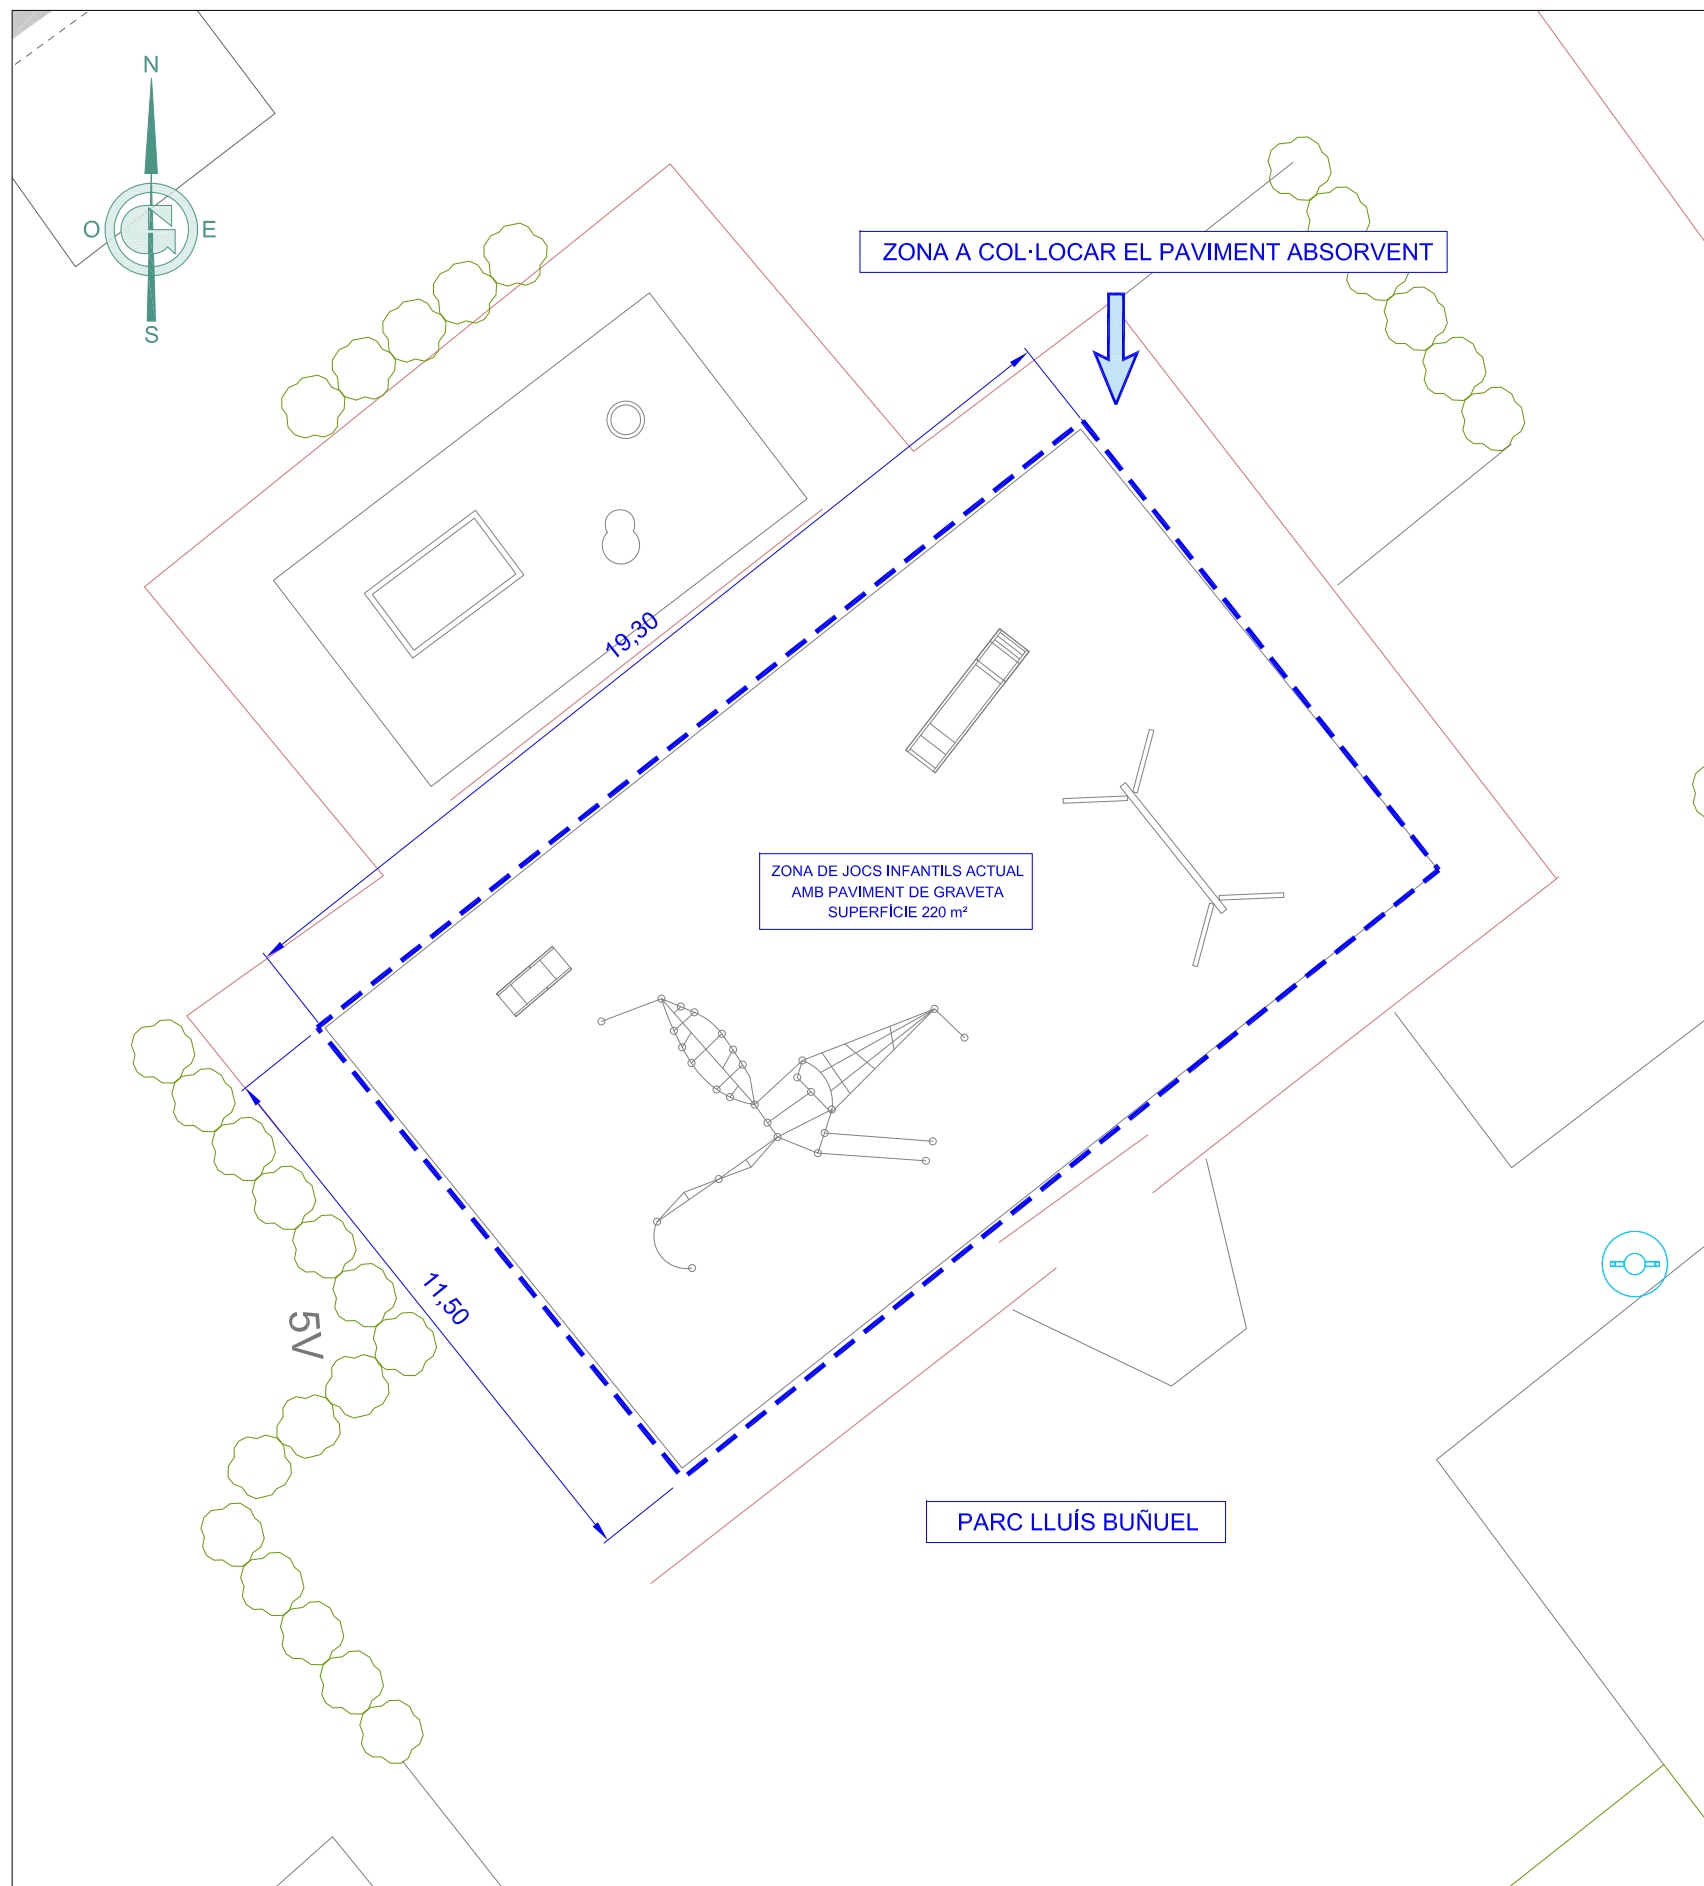 N
O
E
S
ZONA A COL·LOCAR EL PAVIMENT ABSORVENT
19,30
ZONA DE JOCS INFANTILS ACTUAL
AMB PAVIMENT DE GRAVETA
SUPERFÍCIE 220 m²
11,50
5V
PARC LLUÍS BUÑUEL